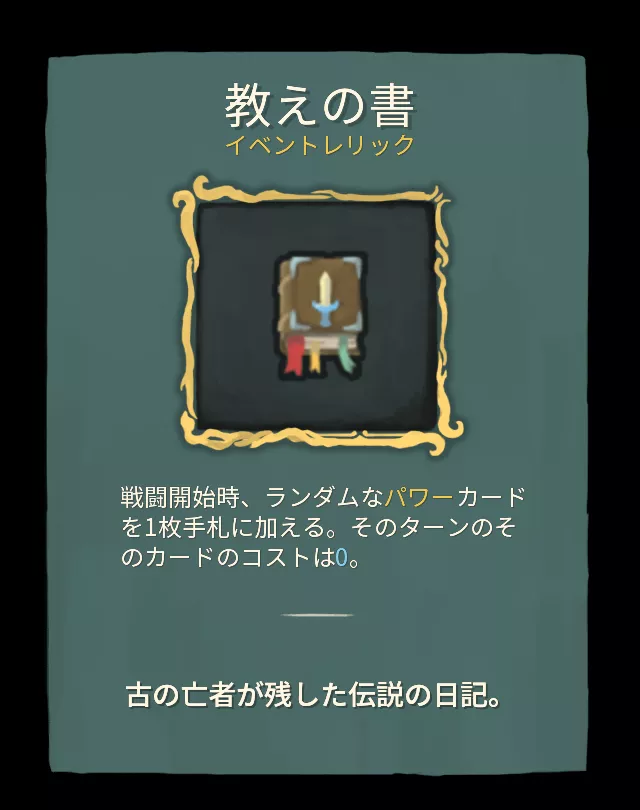 教えの書
イベントレリック
戦闘開始時、ランダムなパワーカード
を1枚手札に加える。そのターンのそ
のカードのコストは0。
古の亡者が残した伝説の日記。